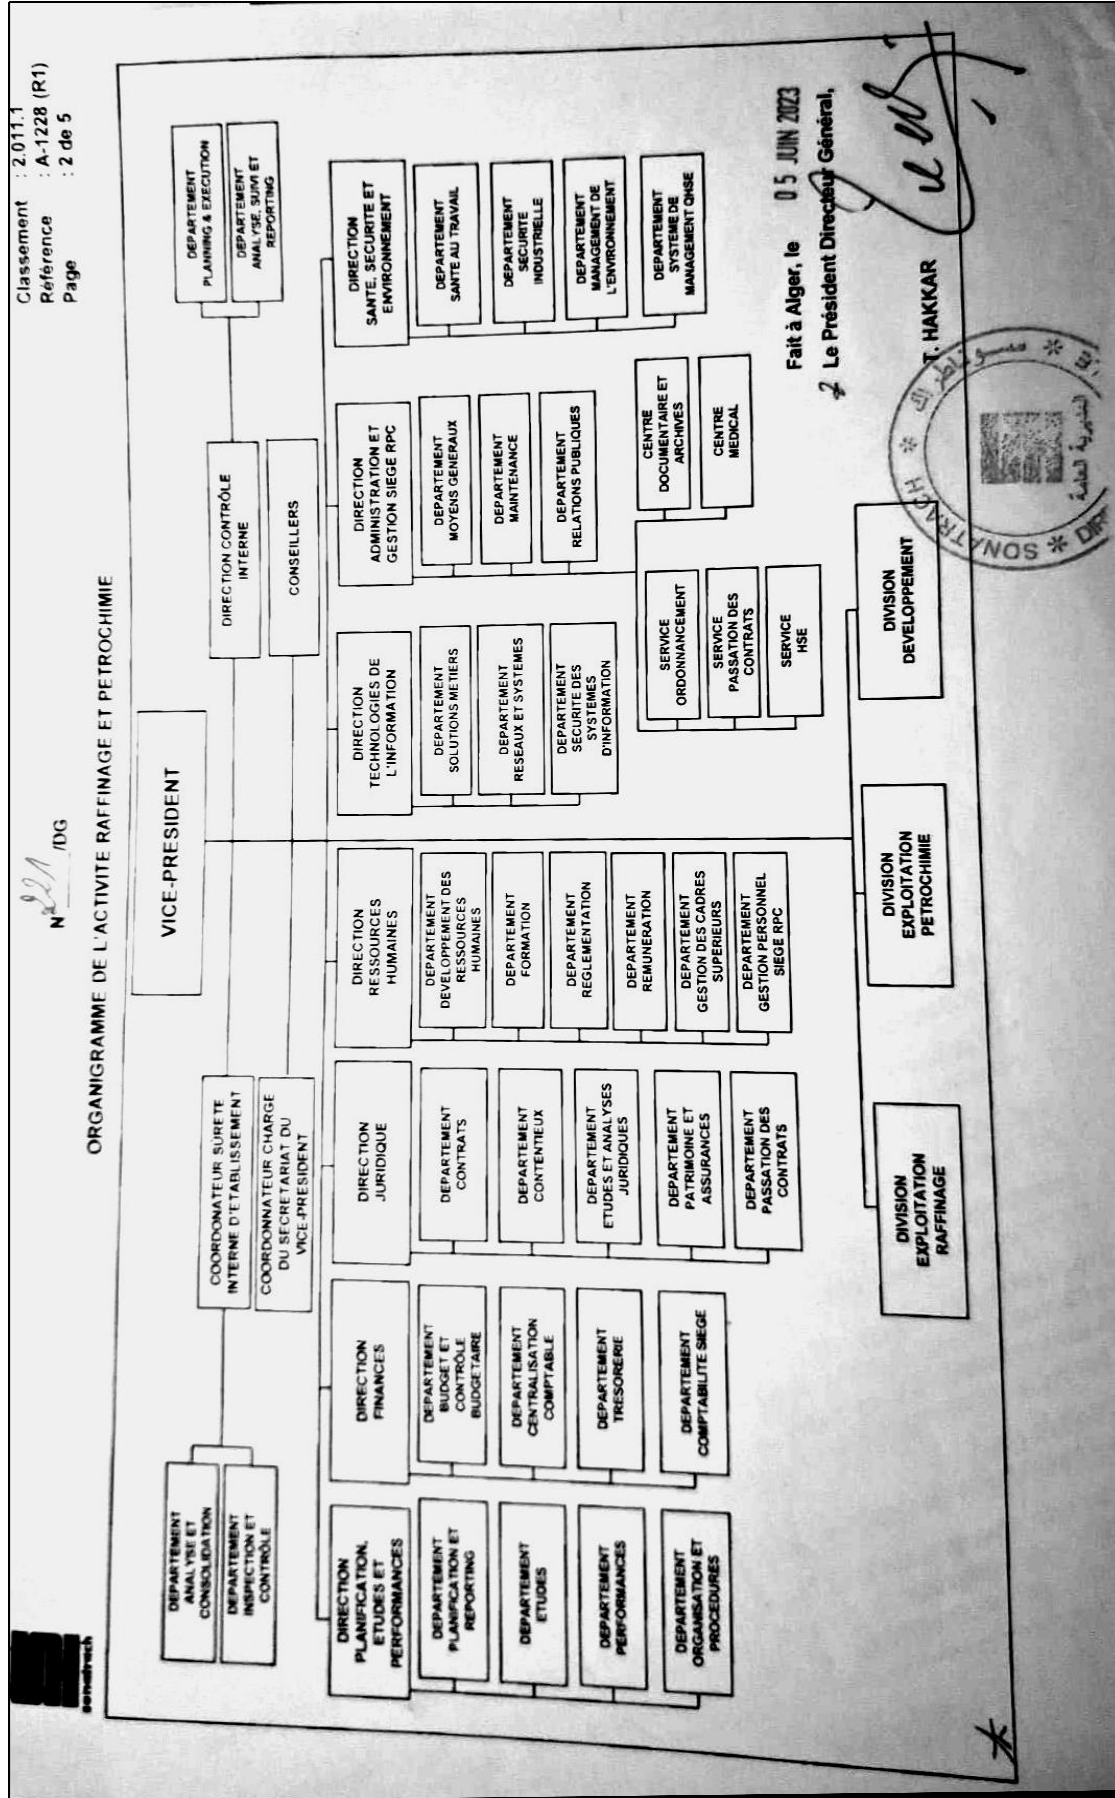 sonatrach
Classement : 2.011.1
Référence : A-1228 (R1)
Page : 2 de 5
N° 221 /DG
ORGANIGRAMME DE L'ACTIVITE RAFFINAGE ET PETROCHIMIE
VICE-PRESIDENT
DEPARTEMENT
ANALYSE ET
CONSOLIDATION
DEPARTEMENT
INSPECTION ET
CONTRÔLE
COORDONATEUR SÛRETE
INTERNE D'ETABLISSEMENT
COORDONNATEUR CHARGE
DU SECRETARIAT DU
VICE-PRESIDENT
DIRECTION CONTRÔLE
INTERNE
CONSEILLERS
DEPARTEMENT
PLANNING & EXECUTION
DEPARTEMENT
ANALYSE, SUIVI ET
REPORTING
DIRECTION
PLANIFICATION,
ETUDES ET
PERFORMANCES
DEPARTEMENT
PLANIFICATION ET
REPORTING
DEPARTEMENT
ETUDES
DEPARTEMENT
PERFORMANCES
DEPARTEMENT
ORGANISATION ET
PROCEDURES
DIRECTION
FINANCES
DEPARTEMENT
BUDGET ET
CONTRÔLE
BUDGETAIRE
DEPARTEMENT
CENTRALISATION
COMPTABLE
DEPARTEMENT
TRESORERIE
DEPARTEMENT
COMPTABILITE SIEGE
DIRECTION
JURIDIQUE
DEPARTEMENT
CONTRATS
DEPARTEMENT
CONTENTIEUX
DEPARTEMENT
ETUDES ET ANALYSES
JURIDIQUES
DEPARTEMENT
PATRIMOINE ET
ASSURANCES
DEPARTEMENT
PASSATION DES
CONTRATS
DIRECTION
RESSOURCES
HUMAINES
DEPARTEMENT
DEVELOPPEMENT DES
RESSOURCES
HUMAINES
DEPARTEMENT
FORMATION
DEPARTEMENT
REGLEMENTATION
DEPARTEMENT
REMUNERATION
DEPARTEMENT
GESTION DES CADRES
SUPERIEURS
DEPARTEMENT
GESTION PERSONNEL
SIEGE RPC
DIRECTION
TECHNOLOGIES DE
L'INFORMATION
DEPARTEMENT
SOLUTIONS METIERS
DEPARTEMENT
RESEAUX ET SYSTEMES
DEPARTEMENT
SECURITE DES
SYSTEMES
D'INFORMATION
DIRECTION
ADMINISTRATION ET
GESTION SIEGE RPC
DEPARTEMENT
MOYENS GENERAUX
DEPARTEMENT
MAINTENANCE
DEPARTEMENT
RELATIONS PUBLIQUES
SERVICE
ORDONNANCEMENT
SERVICE
PASSATION DES
CONTRATS
SERVICE
HSE
CENTRE
DOCUMENTAIRE ET
ARCHIVES
CENTRE
MEDICAL
DIRECTION
SANTE, SECURITE ET
ENVIRONNEMENT
DEPARTEMENT
SANTE AU TRAVAIL
DEPARTEMENT
SECURITE
INDUSTRIELLE
DEPARTEMENT
MANAGEMENT DE
L'ENVIRONNEMENT
DEPARTEMENT
SYSTEME DE
MANAGEMENT QHSE
DIVISION
EXPLOITATION
RAFFINAGE
DIVISION
EXPLOITATION
PETROCHIMIE
DIVISION
DEVELOPPEMENT
Fait à Alger, le 05 JUIN 2023
Le Président Directeur Général,
T. HAKKAR
سوناطراك
المديرية العامة
SONATRACH